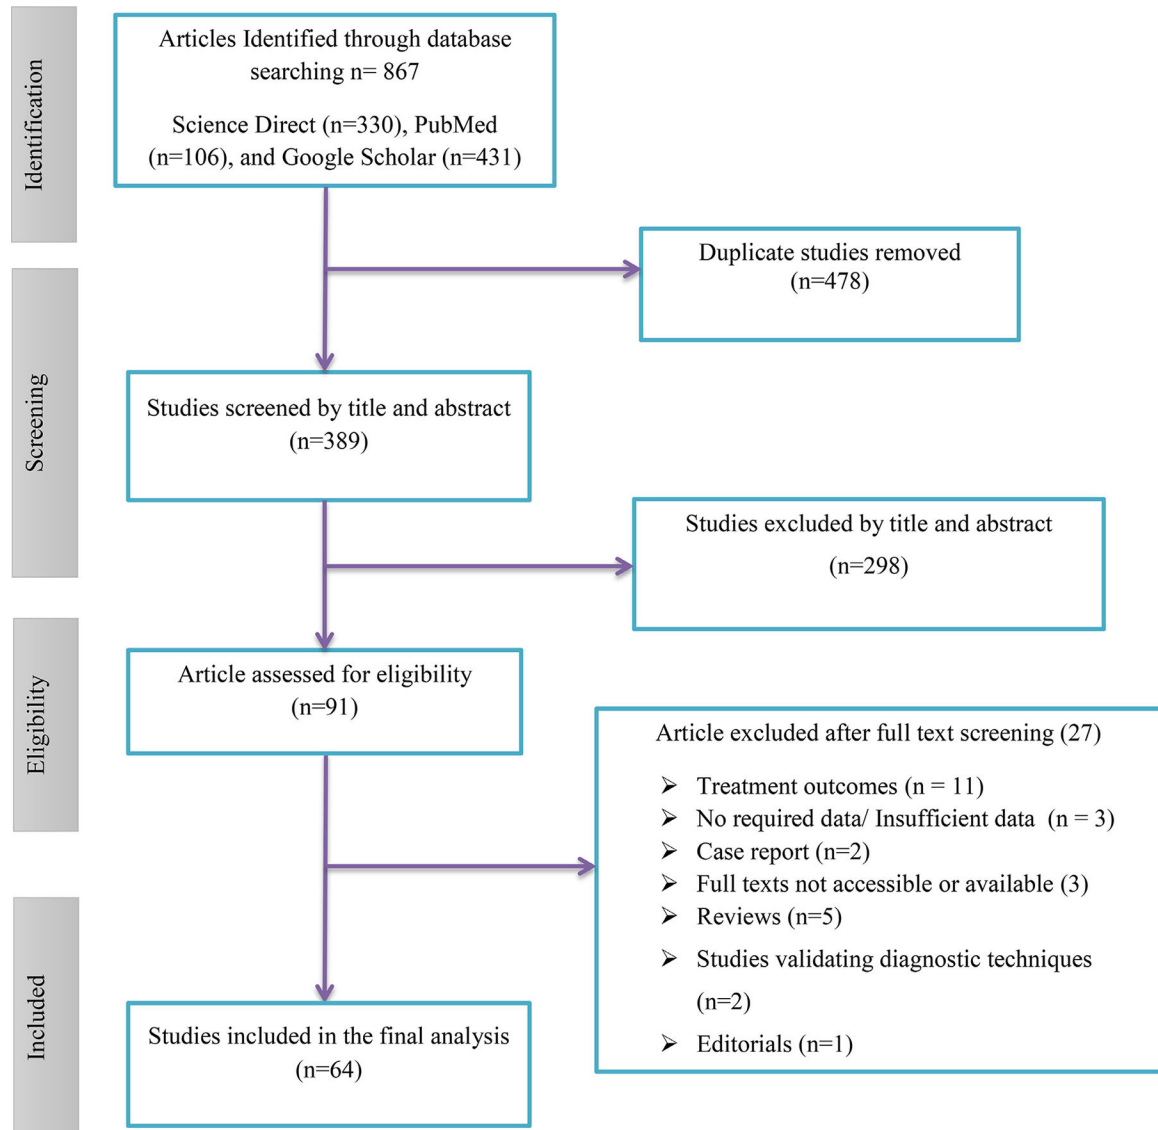 Identification
Articles Identified through database
searching n= 867
Science Direct (n=330), PubMed
(n=106), and Google Scholar (n=431)
Duplicate studies removed
(n=478)
Screening
Studies screened by title and abstract
(n=389)
Studies excluded by title and abstract
(n=298)
Eligibility
Article assessed for eligibility
(n=91)
Article excluded after full text screening (27)
➢ Treatment outcomes (n = 11)
➢ No required data/ Insufficient data (n = 3)
➢ Case report (n=2)
➢ Full texts not accessible or available (3)
➢ Reviews (n=5)
➢ Studies validating diagnostic techniques
(n=2)
➢ Editorials (n=1)
Included
Studies included in the final analysis
(n=64)